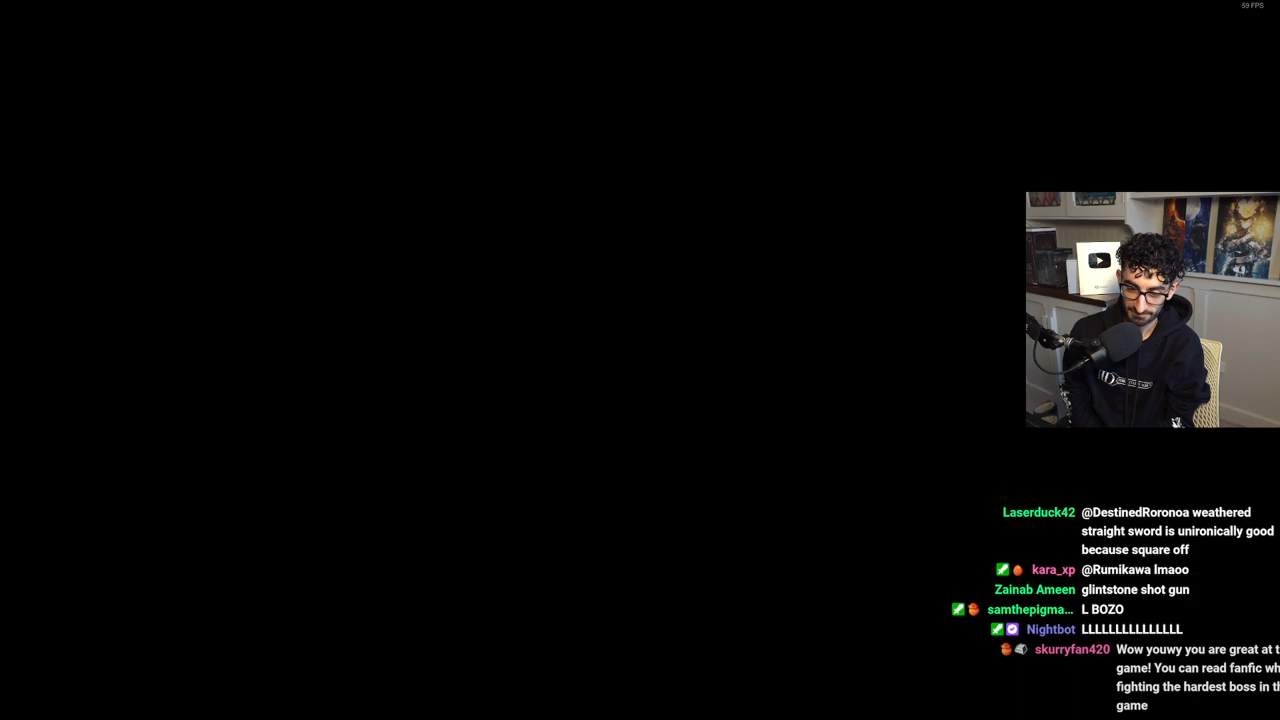 59 FPS
Laserduck42 @DestinedRoronoa weathered
straight sword is unironically good
because square off
kara_xp @Rumikawa lmaoo
Zainab Ameen glintstone shot gun
samthepigma... L BOZO
Nightbot LLLLLLLLLLLLLLL
skurryfan420 Wow youwy you are great at t
game! You can read fanfic wh
fighting the hardest boss in th
game